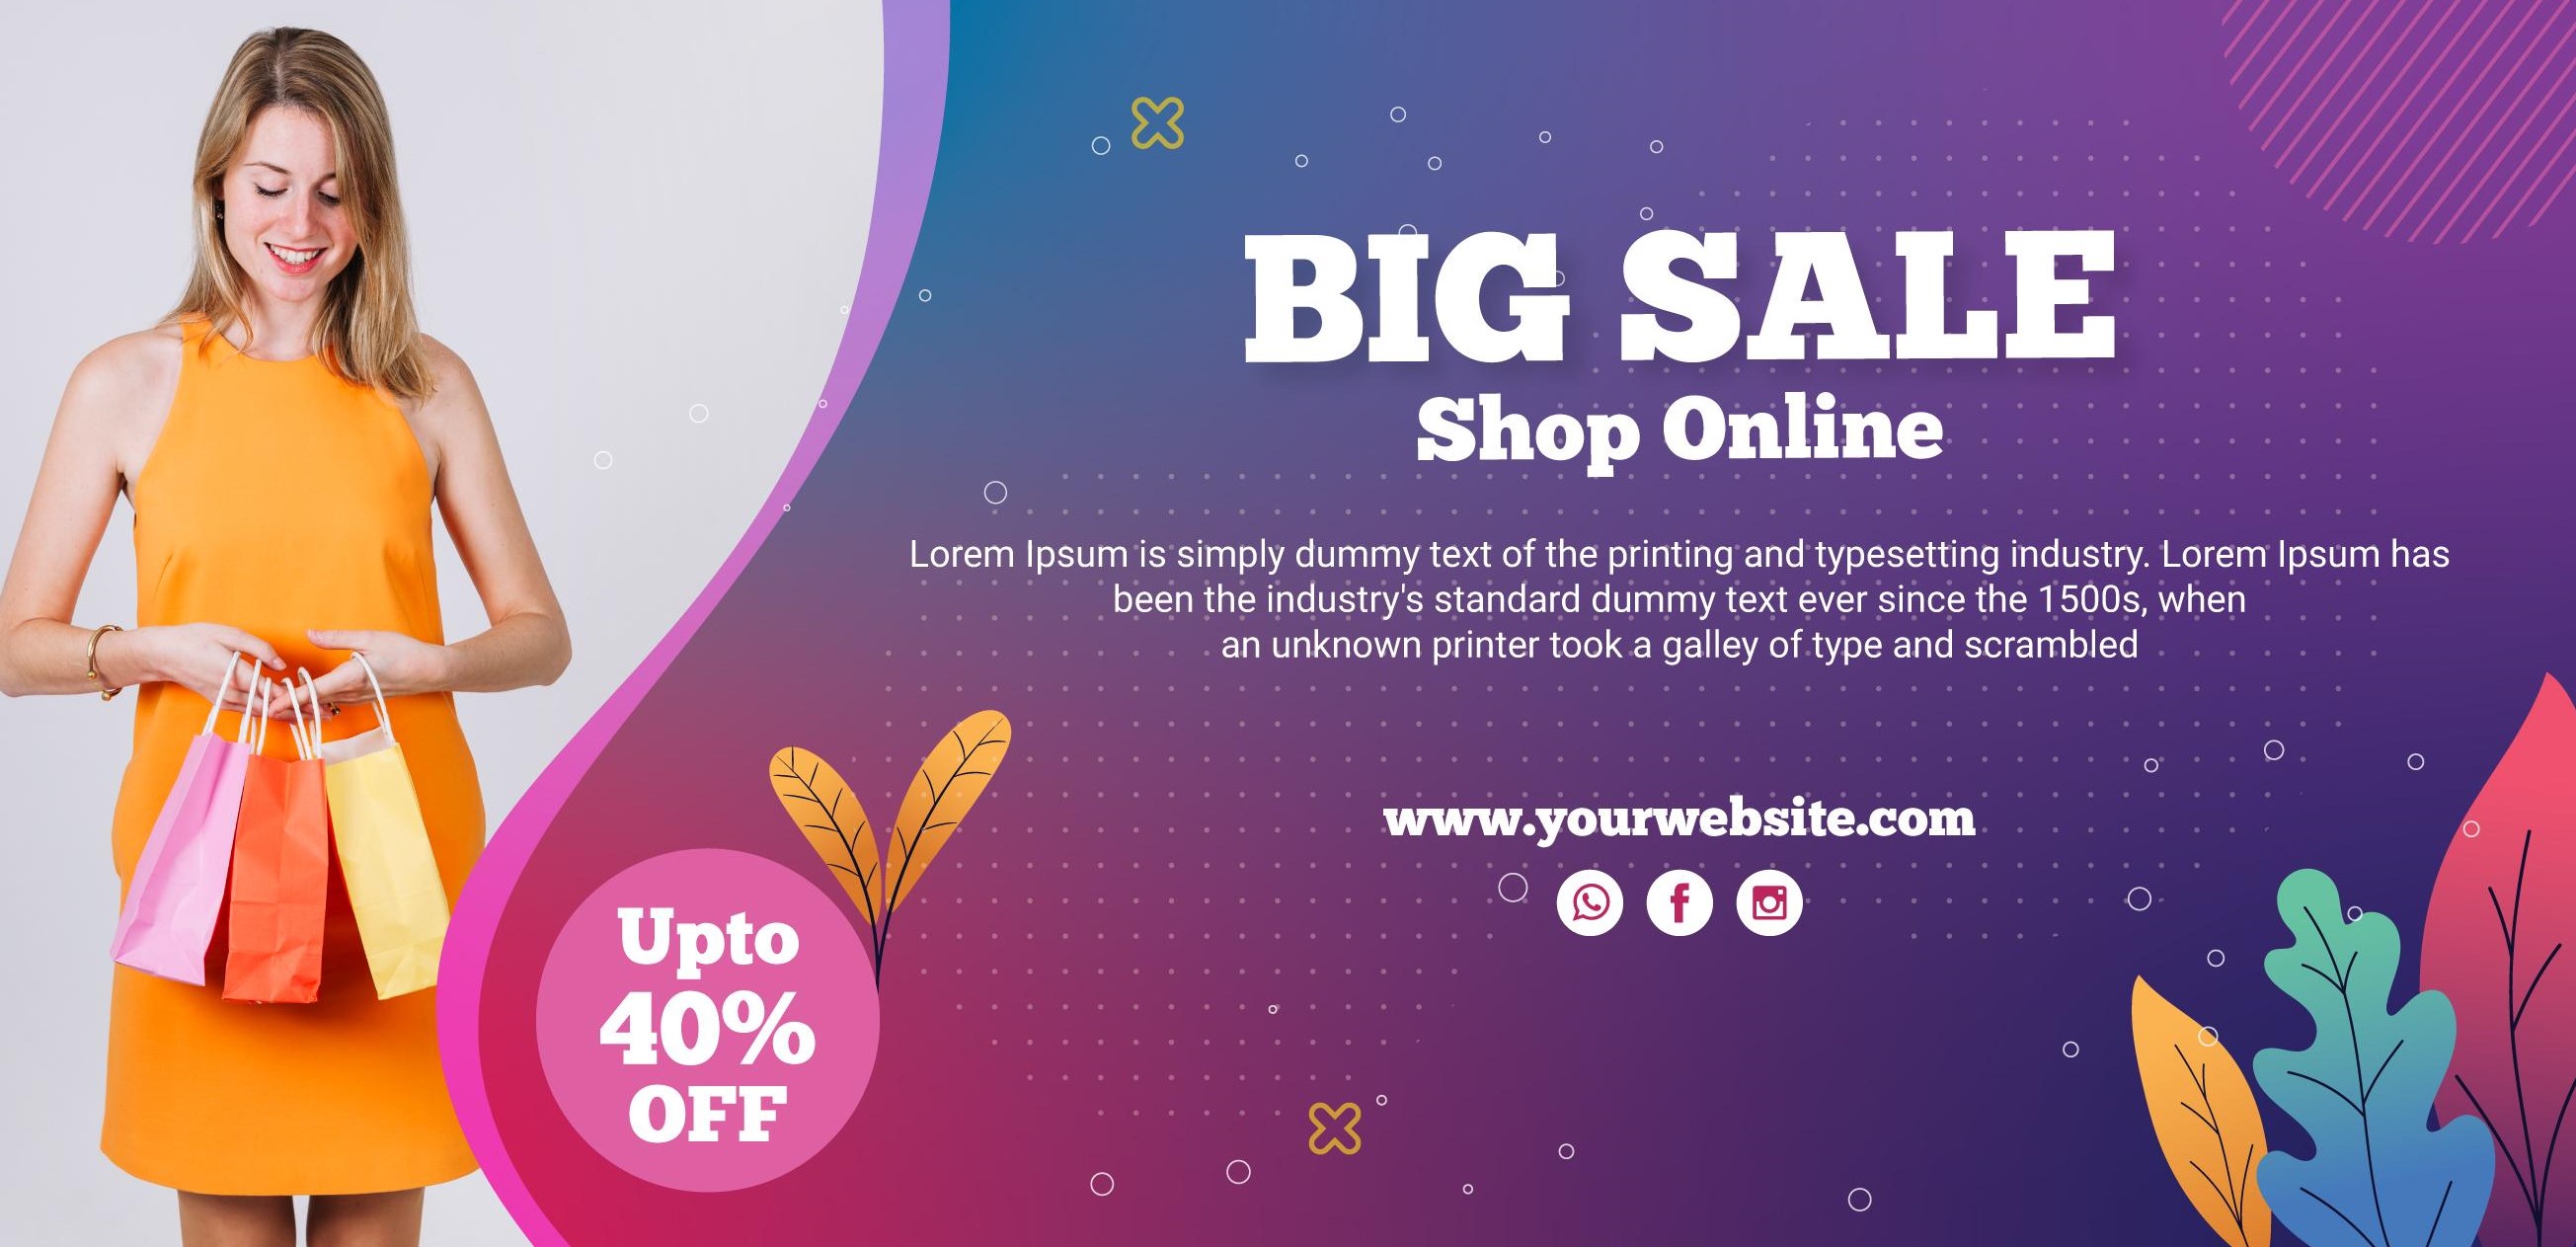 BIG SALE
Shop Online
Lorem Ipsum is simply dummy text of the printing and typesetting industry. Lorem Ipsum has
been the industry's standard dummy text ever since the 1500s, when
an unknown printer took a galley of type and scrambled
www.yourwebsite.com
Upto
40%
OFF